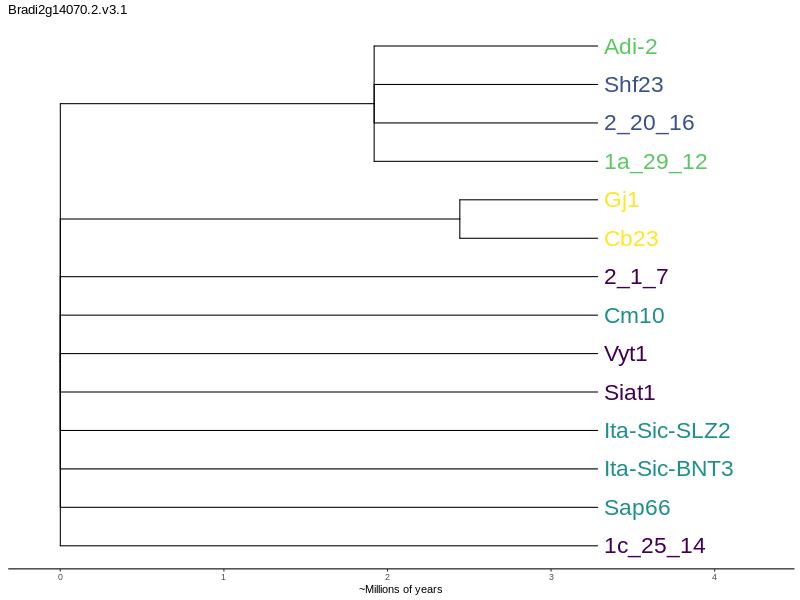 Bradi2g14070.2.v3.1
Adi-2
Shf23
2_20_16
1a_29_12
Gj1
Cb23
2_1_7
Cm10
Vyt1
Siat1
Ita-Sic-SLZ2
Ita-Sic-BNT3
Sap66
1c_25_14
0 1 2 3 4
~Millions of years